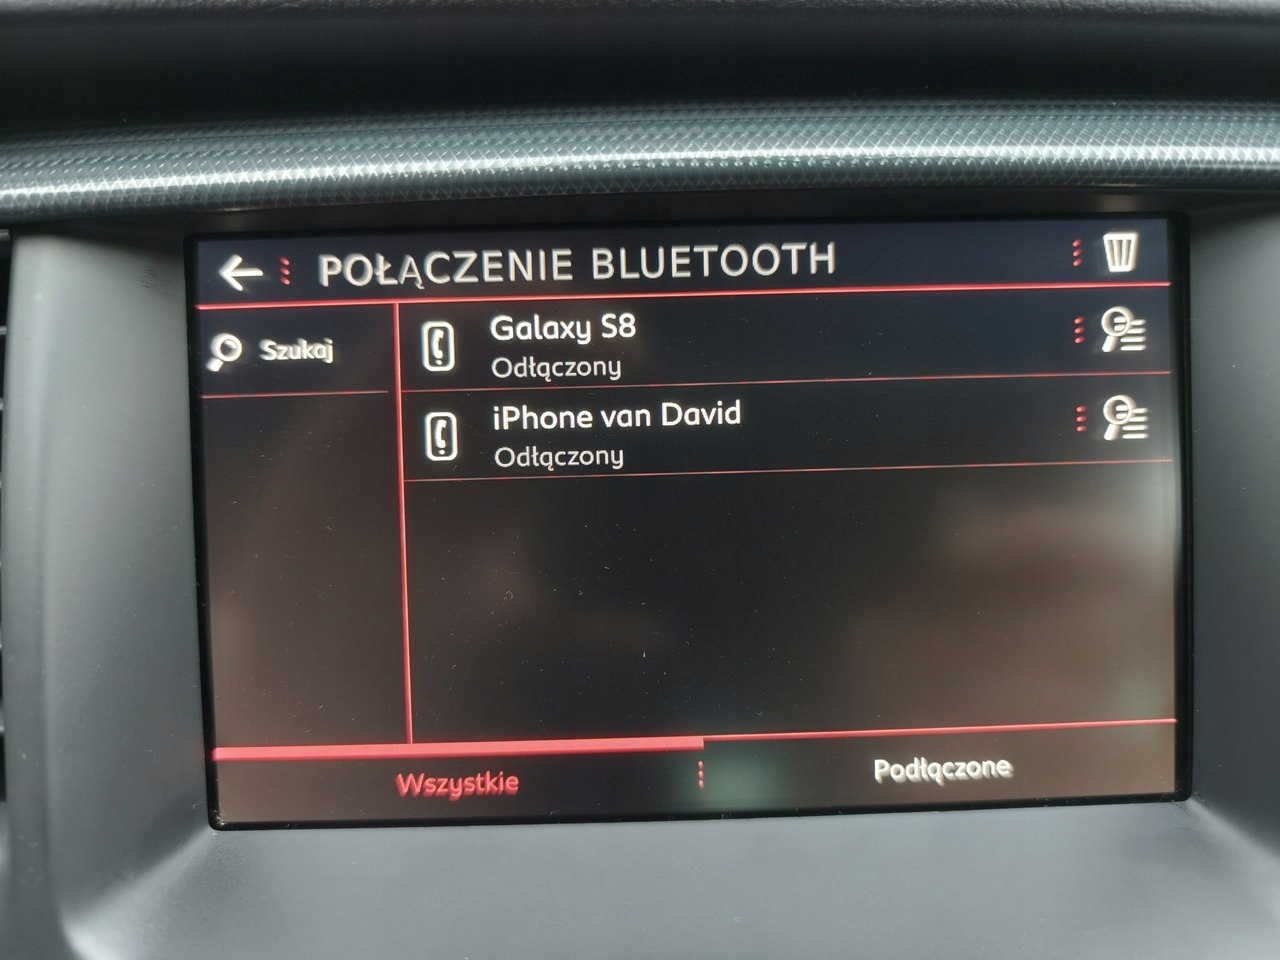 POŁĄCZENIE BLUETOOTH
Szukaj
Galaxy S8
Odłączony
iPhone van David
Odłączony
Wszystkie
Podłączone